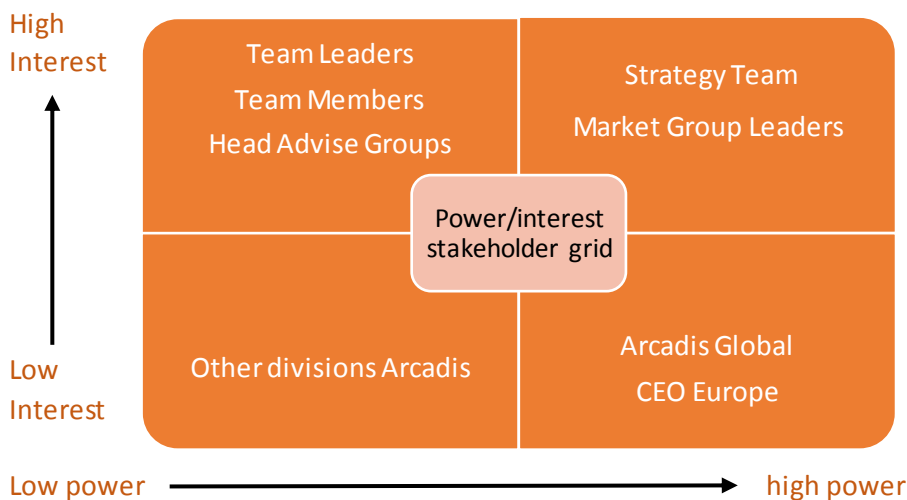 High
Interest
Team Leaders
Team Members
Head Advise Groups
Strategy Team
Market Group Leaders
Power/interest
stakeholder grid
Other divisions Arcadis
Arcadis Global
CEO Europe
Low
Interest
Low power
high power